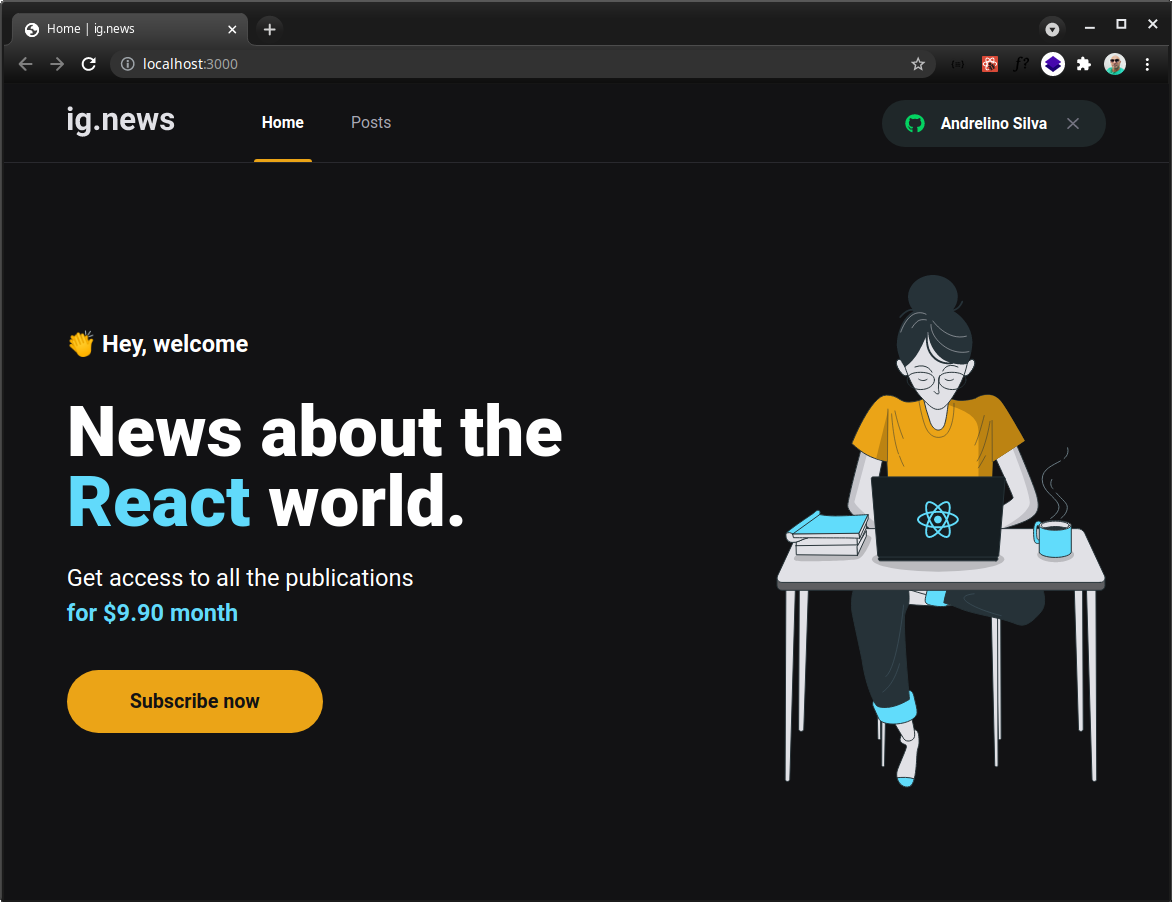 Home | ig.news
localhost:3000
ig.news
Home
Posts
Andrelino Silva
👋 Hey, welcome
News about the
React world.
Get access to all the publications
for $9.90 month
Subscribe now